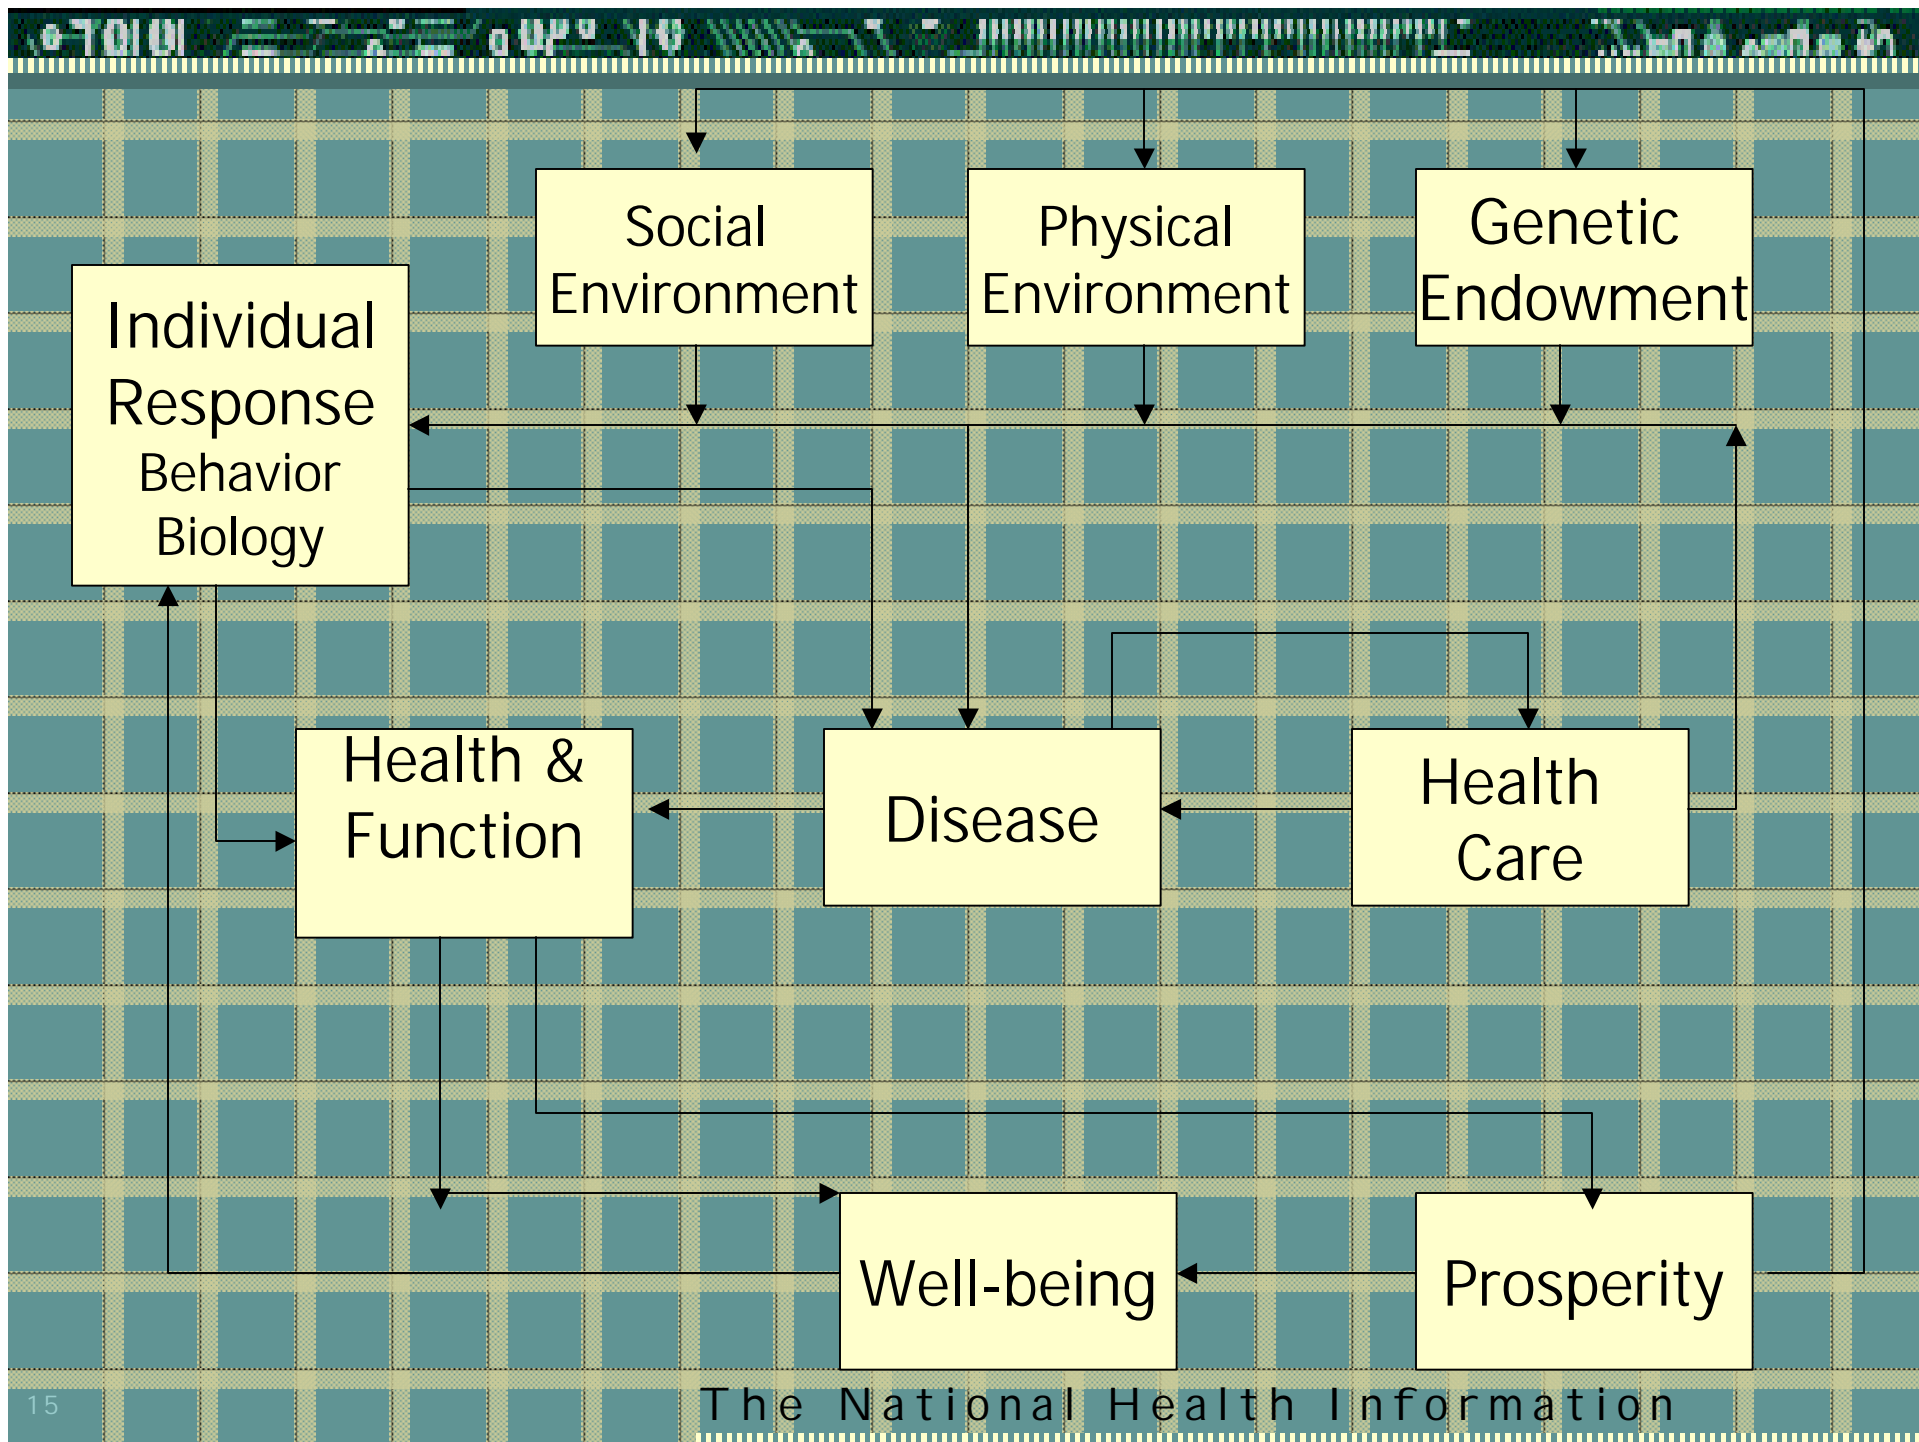 Social
Environment
Physical
Environment
Genetic
Endowment
Individual
Response
Behavior
Biology
Health &
Function
Disease
Health
Care
Well-being
Prosperity
15
The National Health Information